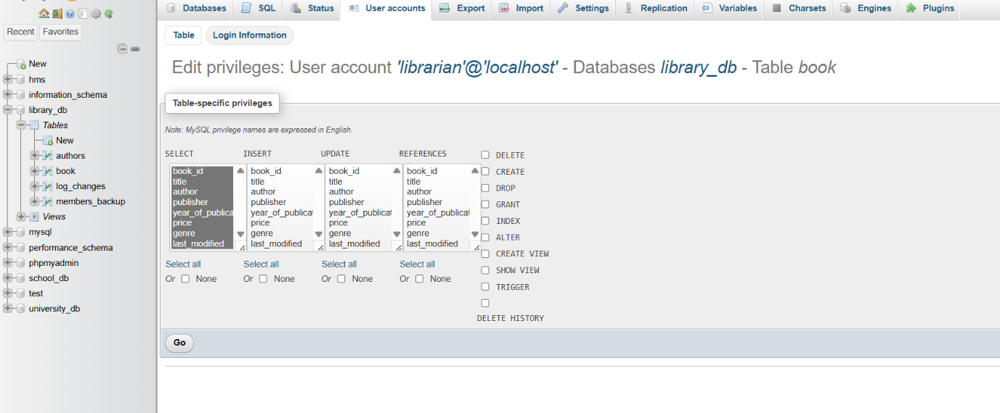 Databases SQL Status User accounts Export Import Settings Replication Variables Charsets Engines Plugins
Recent Favorites
New
hms
information_schema
library_db
Tables
New
authors
book
log_changes
members_backup
Views
mysql
performance_schema
phpmyadmin
school_db
test
university_db
Table Login Information
Edit privileges: User account 'librarian'@'localhost' - Databases library_db - Table book
Table-specific privileges
Note: MySQL privilege names are expressed in English.
SELECT
book_id
title
author
publisher
year_of_publica
price
genre
last_modified
Select all
Or None
INSERT
book_id
title
author
publisher
year_of_publicat
price
genre
last_modified
Select all
Or None
UPDATE
book_id
title
author
publisher
year_of_publicat
price
genre
last_modified
Select all
Or None
REFERENCES
book_id
title
author
publisher
year_of_publicat
price
genre
last_modified
Select all
Or None
DELETE
CREATE
DROP
GRANT
INDEX
ALTER
CREATE VIEW
SHOW VIEW
TRIGGER
DELETE HISTORY
Go